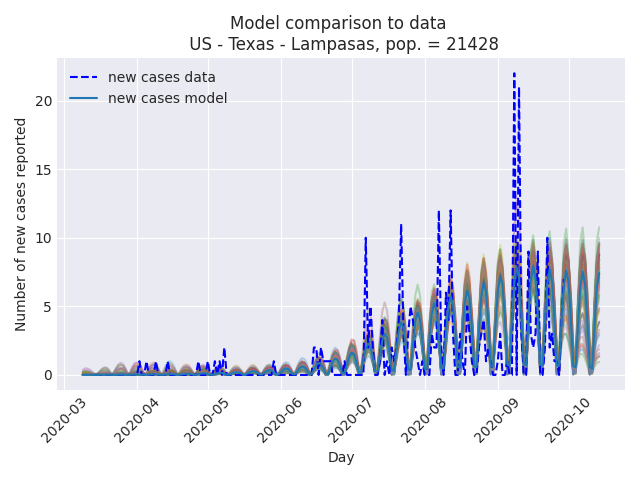 Model comparison to data
US - Texas - Lampasas, pop. = 21428
new cases data
new cases model
Number of new cases reported
20
15
10
5
0
2020-03
2020-04
2020-05
2020-06
2020-07
2020-08
2020-09
2020-10
Day